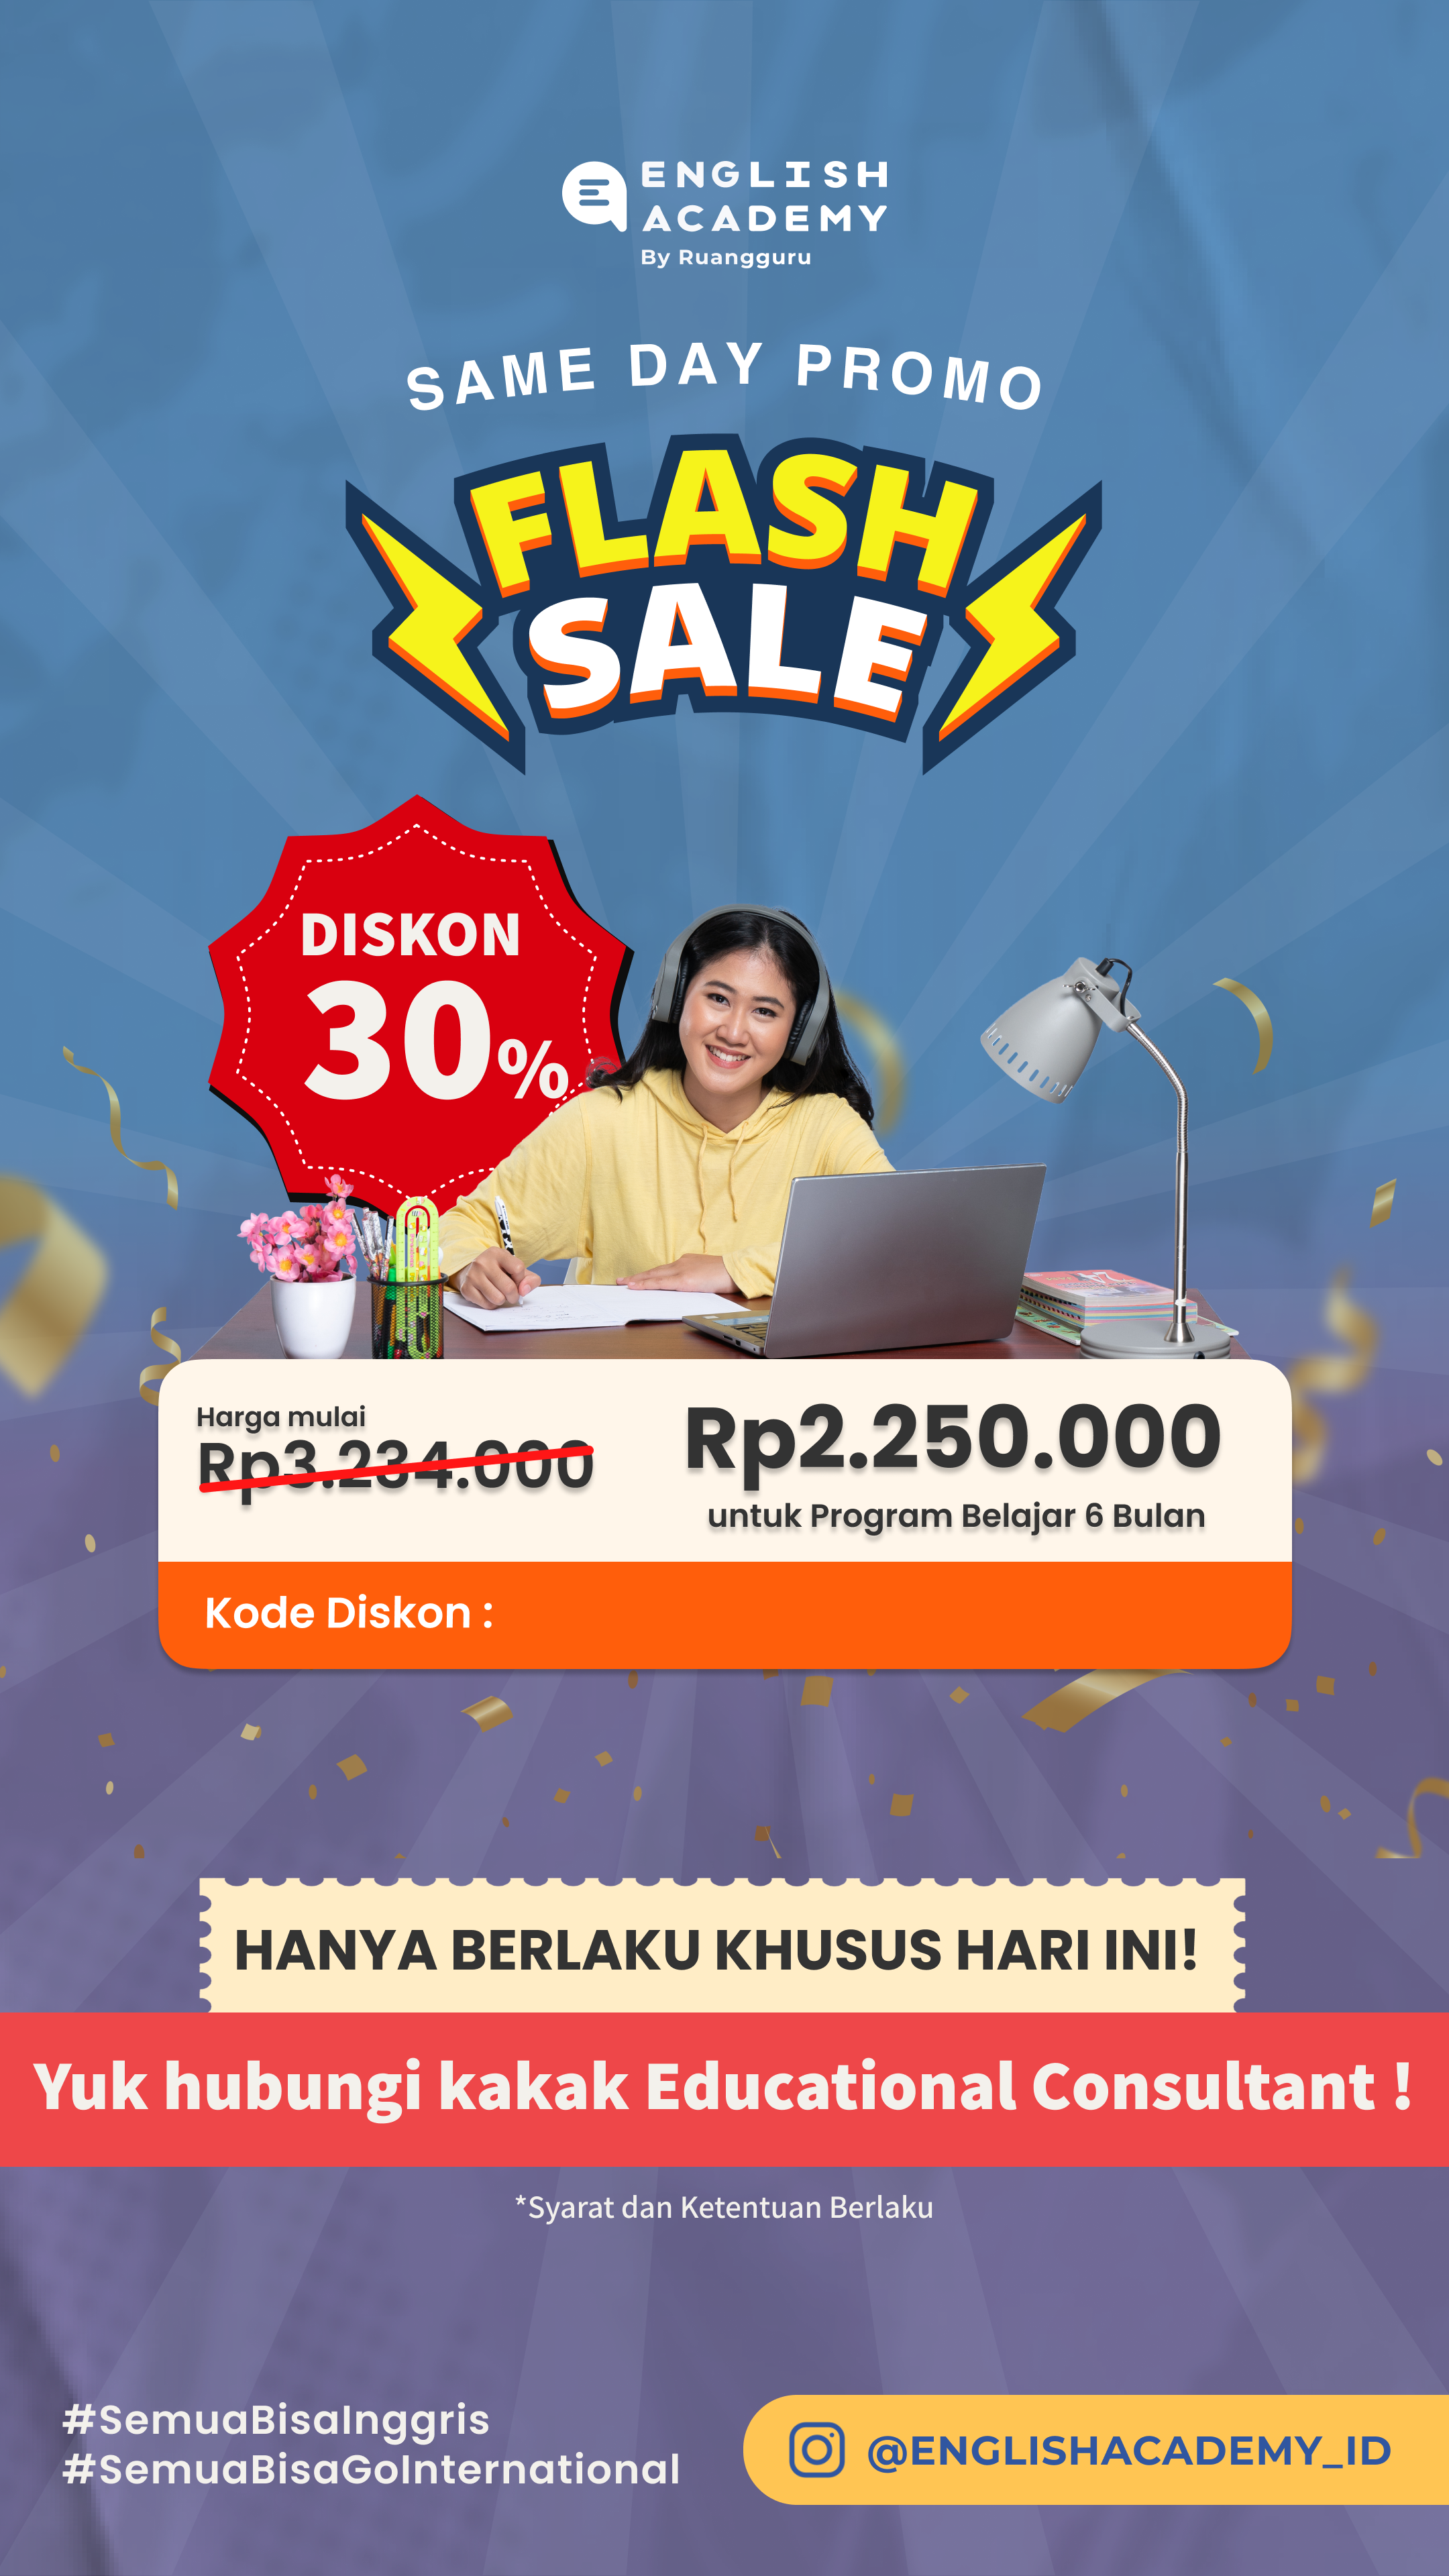 ENGLISH
ACADEMY
By Ruangguru
SAME DAY PROMO
FLASH
SALE
DISKON
30%
Harga mulai
Rp3.234.000
Rp2.250.000
untuk Program Belajar 6 Bulan
Kode Diskon :
HANYA BERLAKU KHUSUS HARI INI!
Yuk hubungi kakak Educational Consultant !
*Syarat dan Ketentuan Berlaku
#SemuaBisaInggris
#SemuaBisaGoInternational
@ENGLISHACADEMY_ID